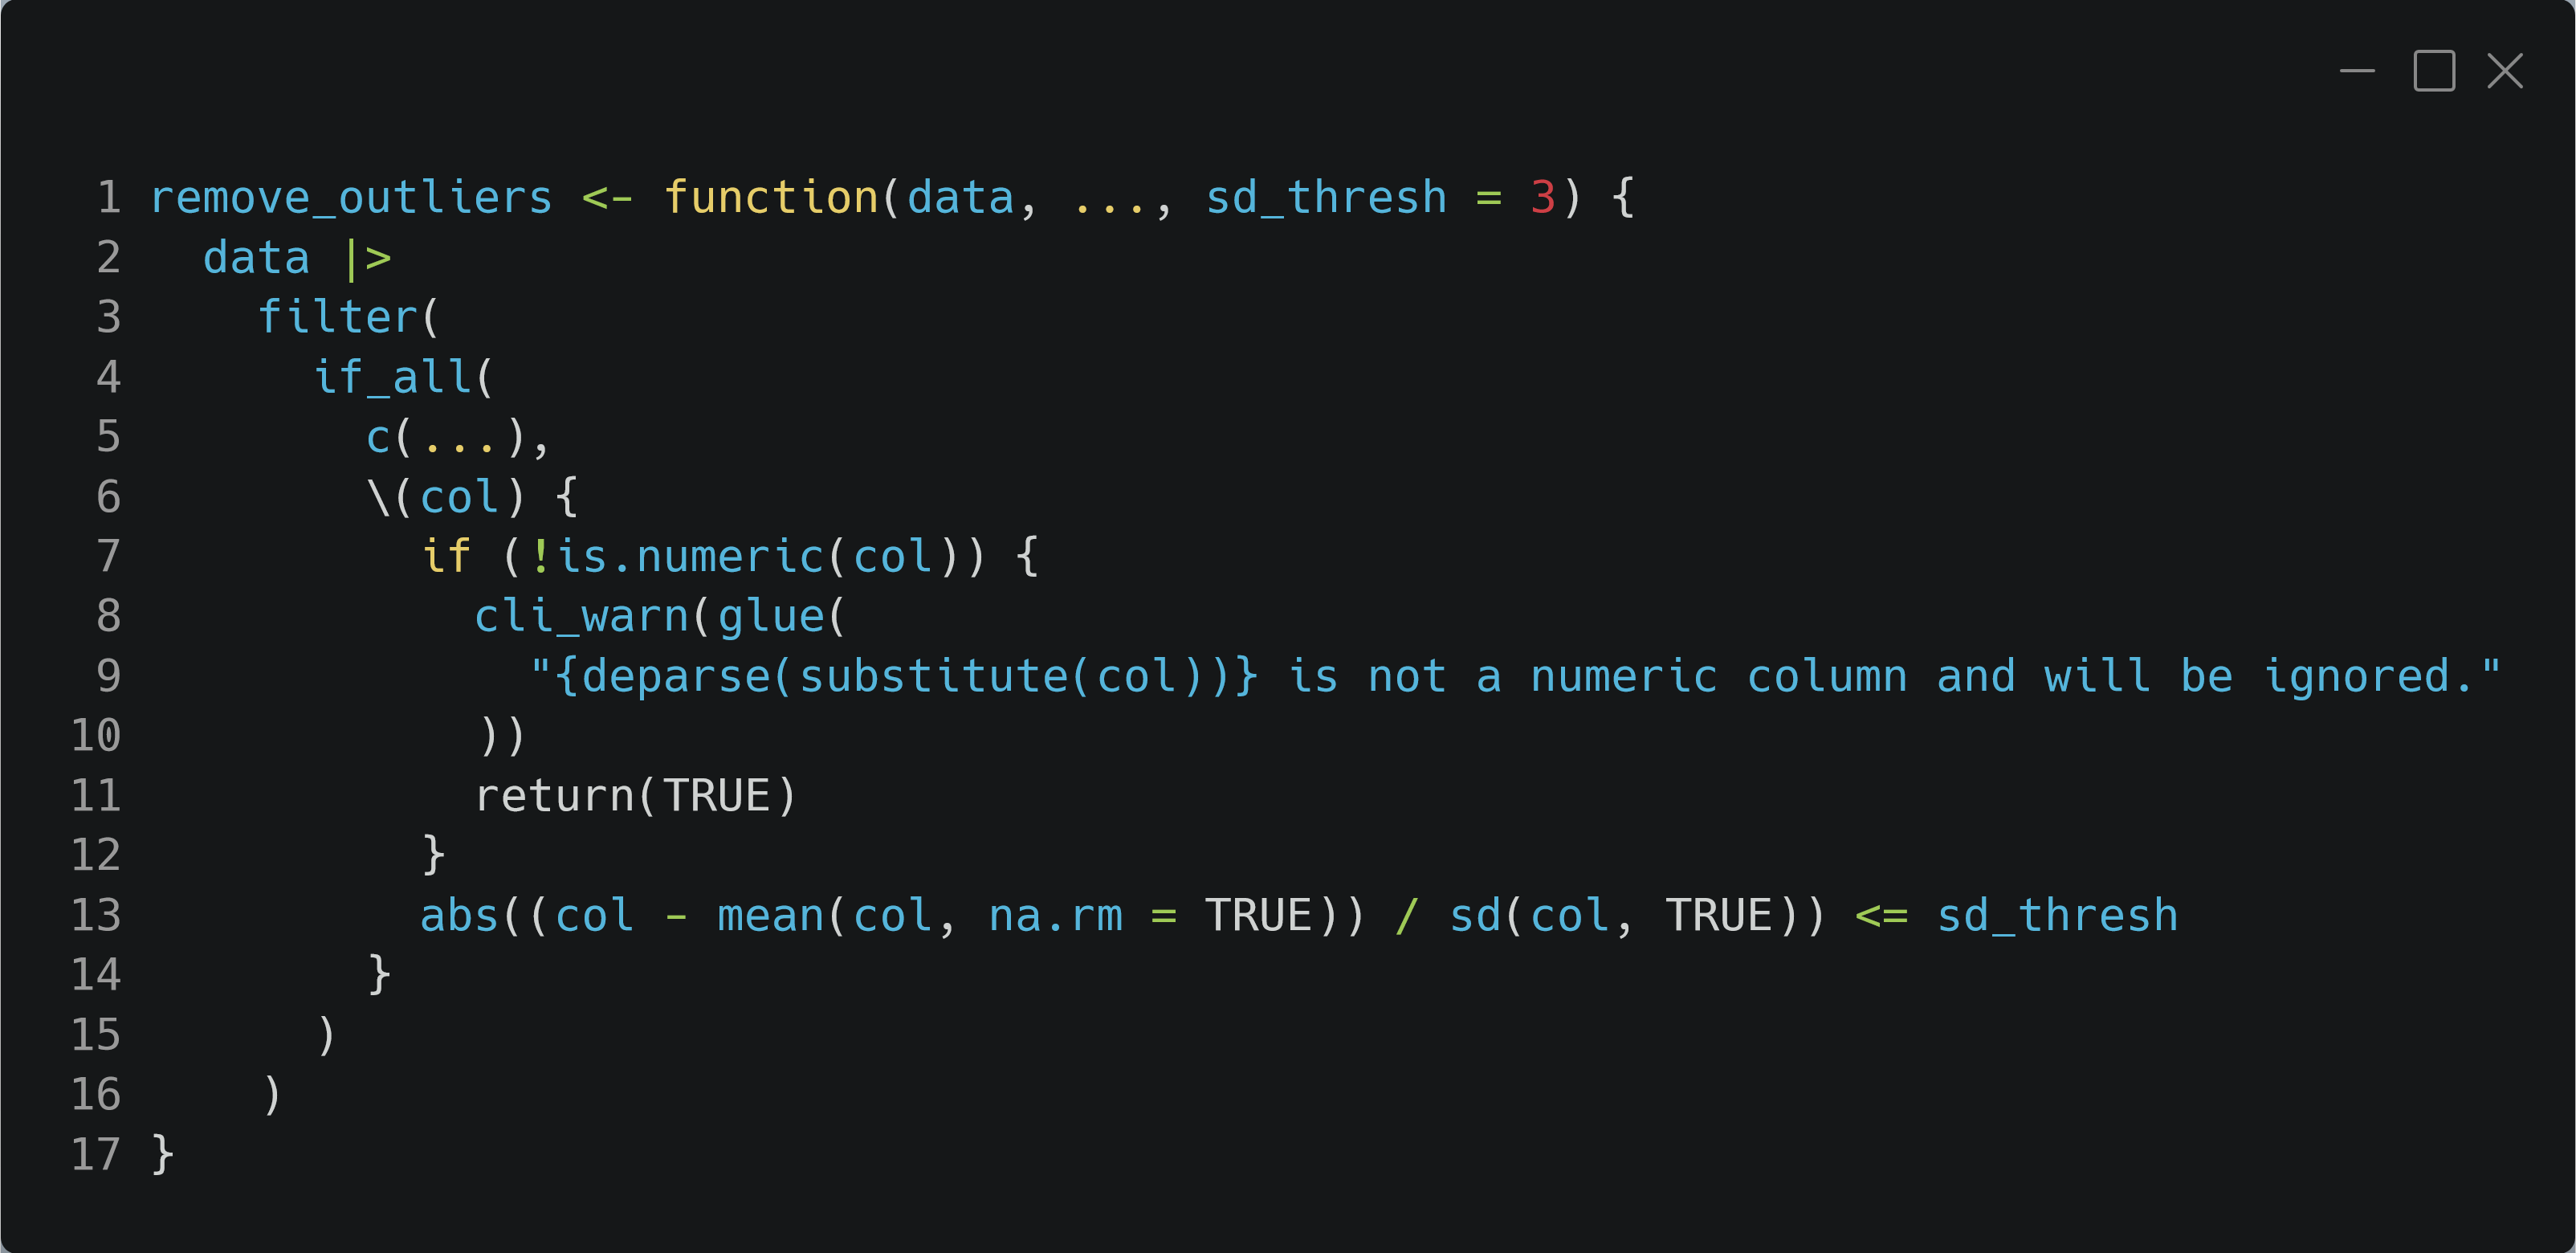 1 remove_outliers <- function(data, ..., sd_thresh = 3) {
2   data |>
3     filter(
4       if_all(
5         c(...),
6         \(col) {
7           if (!is.numeric(col)) {
8             cli_warn(glue(
9               "{deparse(substitute(col))} is not a numeric column and will be ignored."
10             ))
11             return(TRUE)
12           }
13           abs((col - mean(col, na.rm = TRUE)) / sd(col, TRUE)) <= sd_thresh
14         }
15       )
16     )
17 }